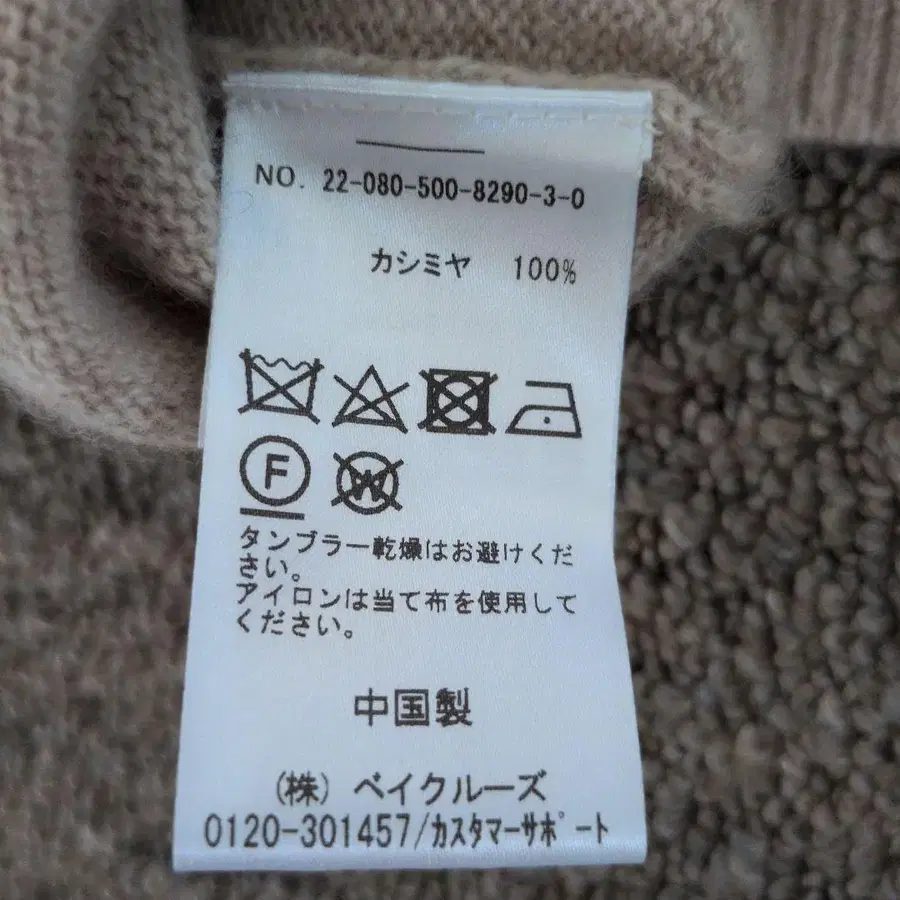 NO. 22-080-500-8290-3-0
カシミヤ 100%
F W
タンブラー乾燥はお避けくだ
さい。
アイロンは当て布を使用して
ください。
中国製
(株) ベイクルーズ
0120-301457/カスタマーサポート